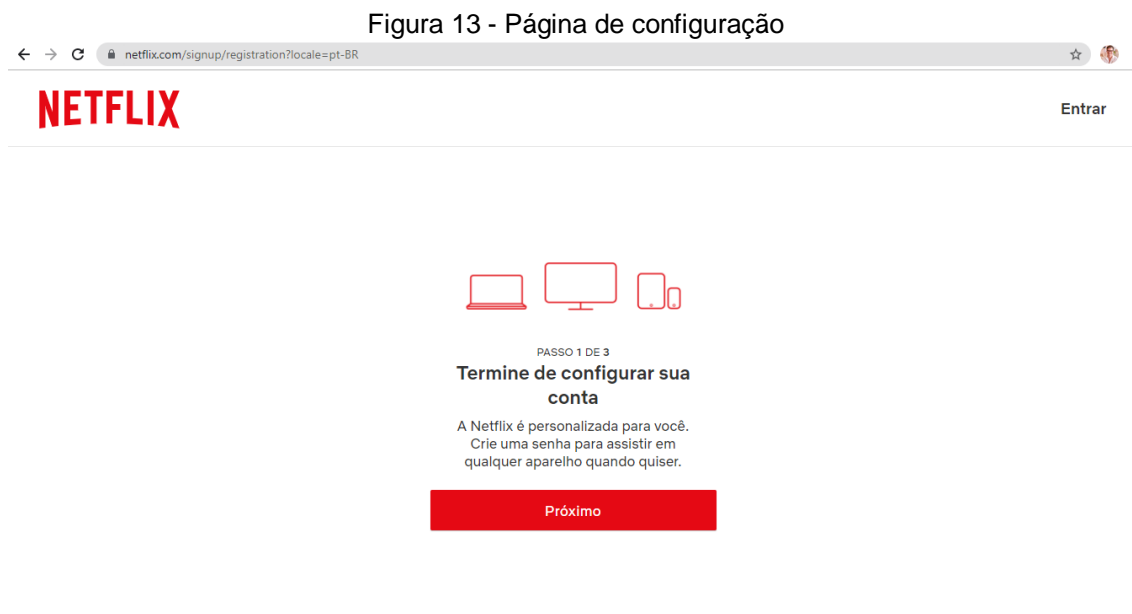 Figura 13 - Página de configuração
netflix.com/signup/registration?locale=pt-BR
NETFLIX
Entrar
PASSO 1 DE 3
Termine de configurar sua
conta
A Netflix é personalizada para você.
Crie uma senha para assistir em
qualquer aparelho quando quiser.
Próximo